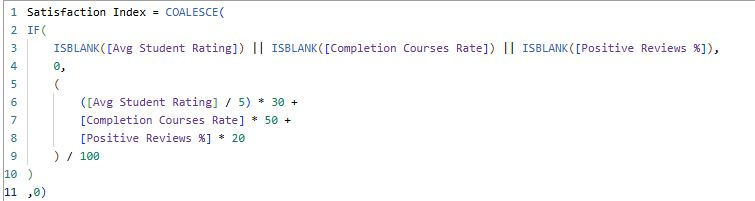 1 Satisfaction Index = COALESCE(
2 IF(
3     ISBLANK([Avg Student Rating]) || ISBLANK([Completion Courses Rate]) || ISBLANK([Positive Reviews %]),
4     0,
5     (
6         ([Avg Student Rating] / 5) * 30 +
7         [Completion Courses Rate] * 50 +
8         [Positive Reviews %] * 20
9     ) / 100
10 )
11 ,0)